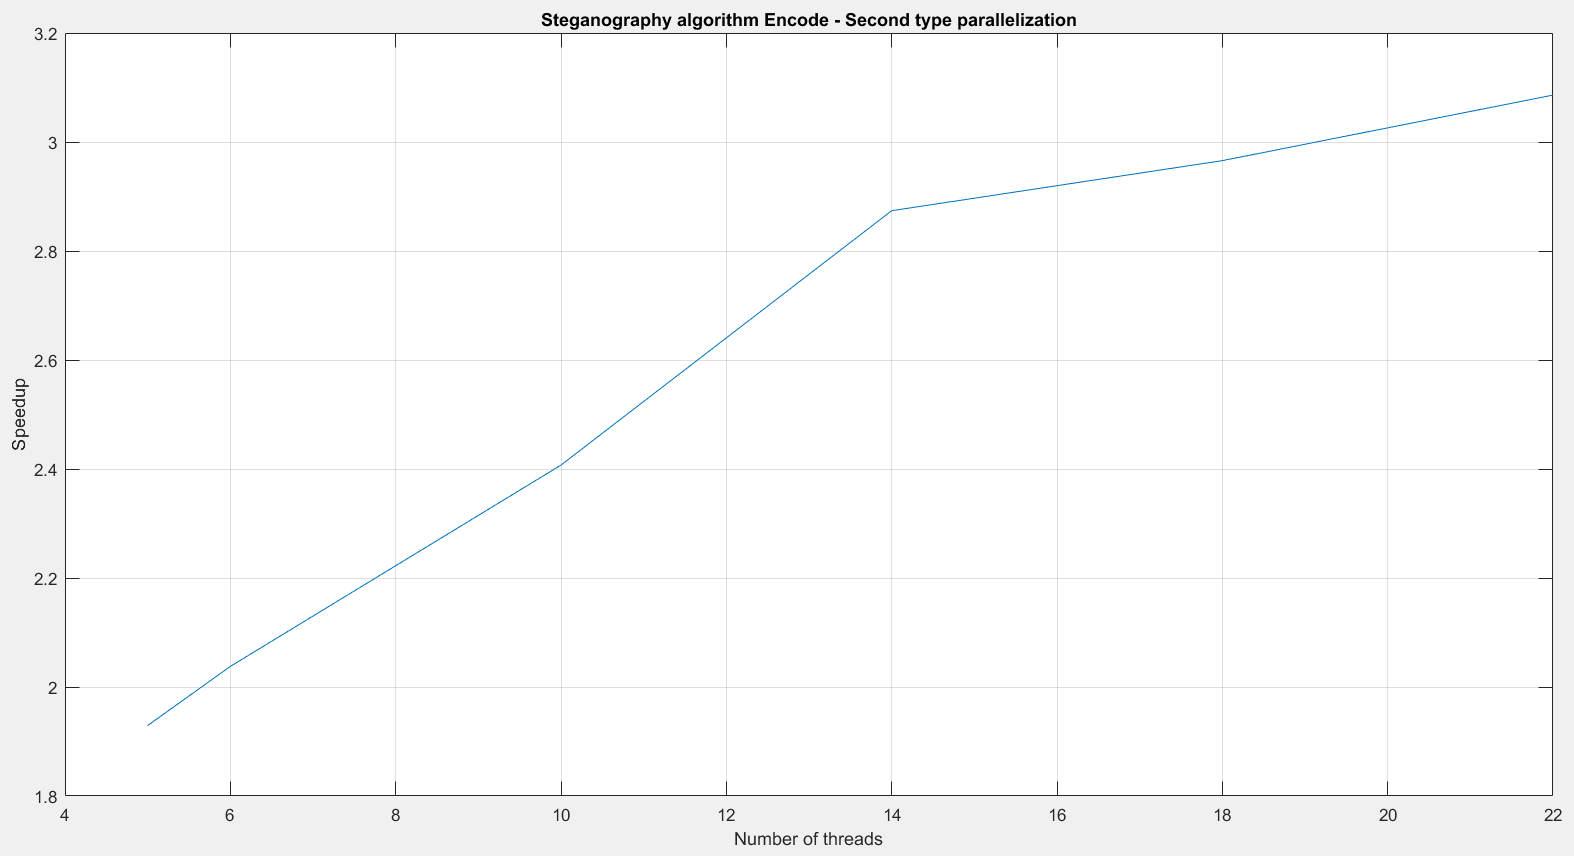 Steganography algorithm Encode - Second type parallelization
3.2
3
2.8
2.6
2.4
2.2
2
1.8
Speedup
4 6 8 10 12 14 16 18 20 22
Number of threads